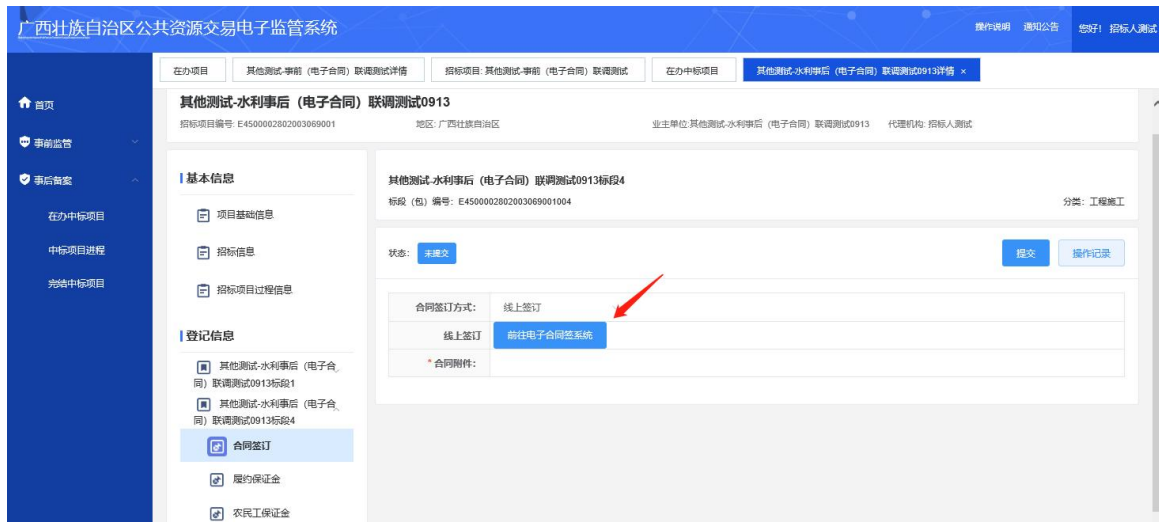 广西壮族自治区公共资源交易电子监管系统
操作说明 通知公告 您好! 招标人测试
在办项目 其他测试-事前 (电子合同) 联调测试详情 招标项目: 其他测试-事前 (电子合同) 联调测试 在办中标项目 其他测试-水利事后 (电子合同) 联调测试0913详情 ×
首页
事前监管
事后备案
在办中标项目
中标项目进程
完结中标项目
其他测试-水利事后 (电子合同) 联调测试0913
招标项目编号: E4500002802003069001 地区: 广西壮族自治区 业主单位:其他测试-水利事后 (电子合同) 联调测试0913 代理机构: 招标人测试
基本信息
项目基础信息
招标信息
招标项目过程信息
登记信息
其他测试-水利事后 (电子合
同) 联调测试0913标段1
其他测试-水利事后 (电子合
同) 联调测试0913标段4
合同签订
履约保证金
农民工保证金
其他测试-水利事后 (电子合同) 联调测试0913标段4
标段 (包) 编号: E4500002802003069001004 分类: 工程施工
状态: 未提交 提交 操作记录
合同签订方式: 线上签订
线上签订 前往电子合同签系统
* 合同附件: